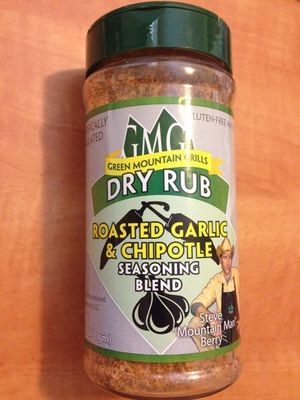 GMG
GLUTEN-FREE
GREEN MOUNTAIN GRILLS
DRY RUB
ROASTED GARLIC
& CHIPOTLE
SEASONING
BLEND
Steve
"Mountain Man"
Berry